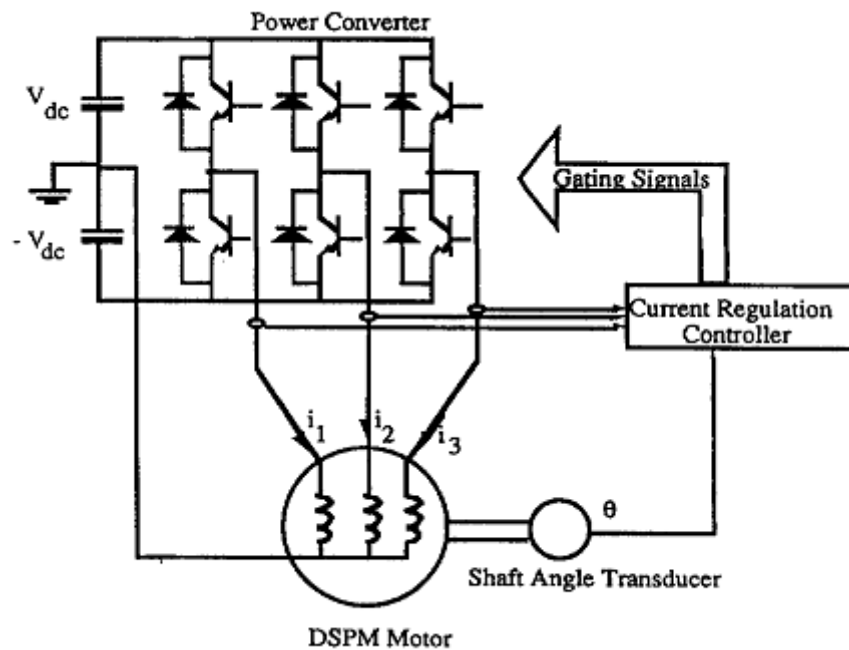 Power Converter
V dc
- V dc
Gating Signals
Current Regulation
Controller
i 1
i 2
i 3
θ
Shaft Angle Transducer
DSPM Motor